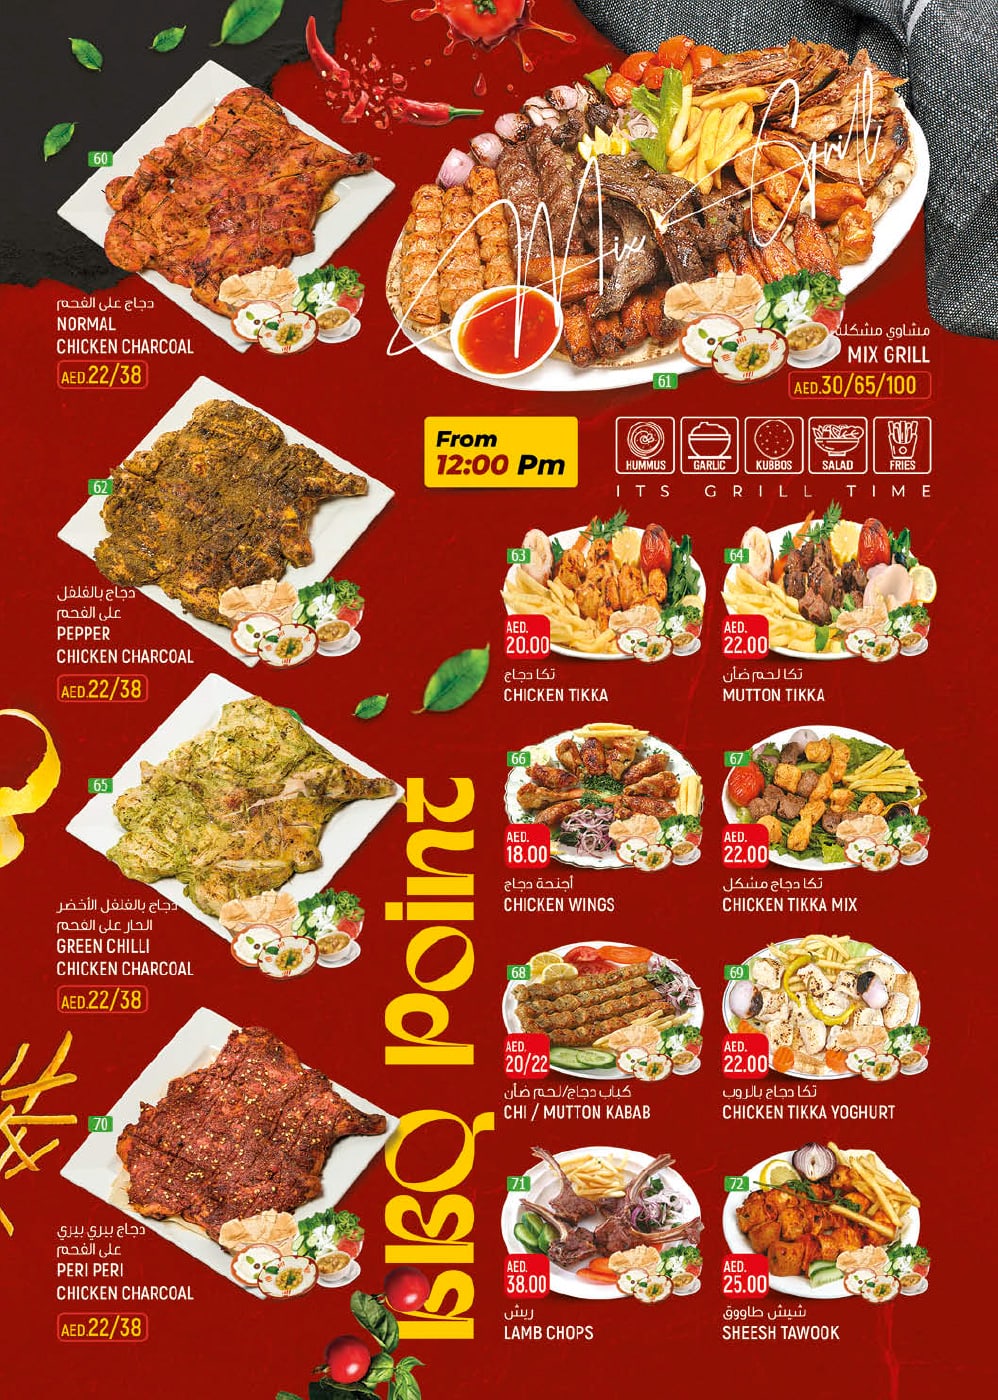 60
دجاج على الفحم
NORMAL
CHICKEN CHARCOAL
AED.22/38
Mix Grill
61
مشاوي مشكله
MIX GRILL
AED.30/65/100
From
12:00 Pm
HUMMUS
GARLIC
KUBBOS
SALAD
FRIES
ITS GRILL TIME
62
دجاج بالفلفل
على الفحم
PEPPER
CHICKEN CHARCOAL
AED.22/38
63
AED.
20.00
تكا دجاج
CHICKEN TIKKA
64
AED.
22.00
تكا لحم ضأن
MUTTON TIKKA
65
دجاج بالفلفل الأخضر
الحار على الفحم
GREEN CHILLI
CHICKEN CHARCOAL
AED.22/38
66
AED.
18.00
أجنحة دجاج
CHICKEN WINGS
67
AED.
22.00
تكا دجاج مشكل
CHICKEN TIKKA MIX
BBQ Point
68
AED.
20/22
كباب دجاج/لحم ضأن
CHI / MUTTON KABAB
69
AED.
22.00
تكا دجاج بالروب
CHICKEN TIKKA YOGHURT
70
دجاج بيري بيري
على الفحم
PERI PERI
CHICKEN CHARCOAL
AED.22/38
71
AED.
38.00
ريش
LAMB CHOPS
72
AED.
25.00
شيش طاووق
SHEESH TAWOOK